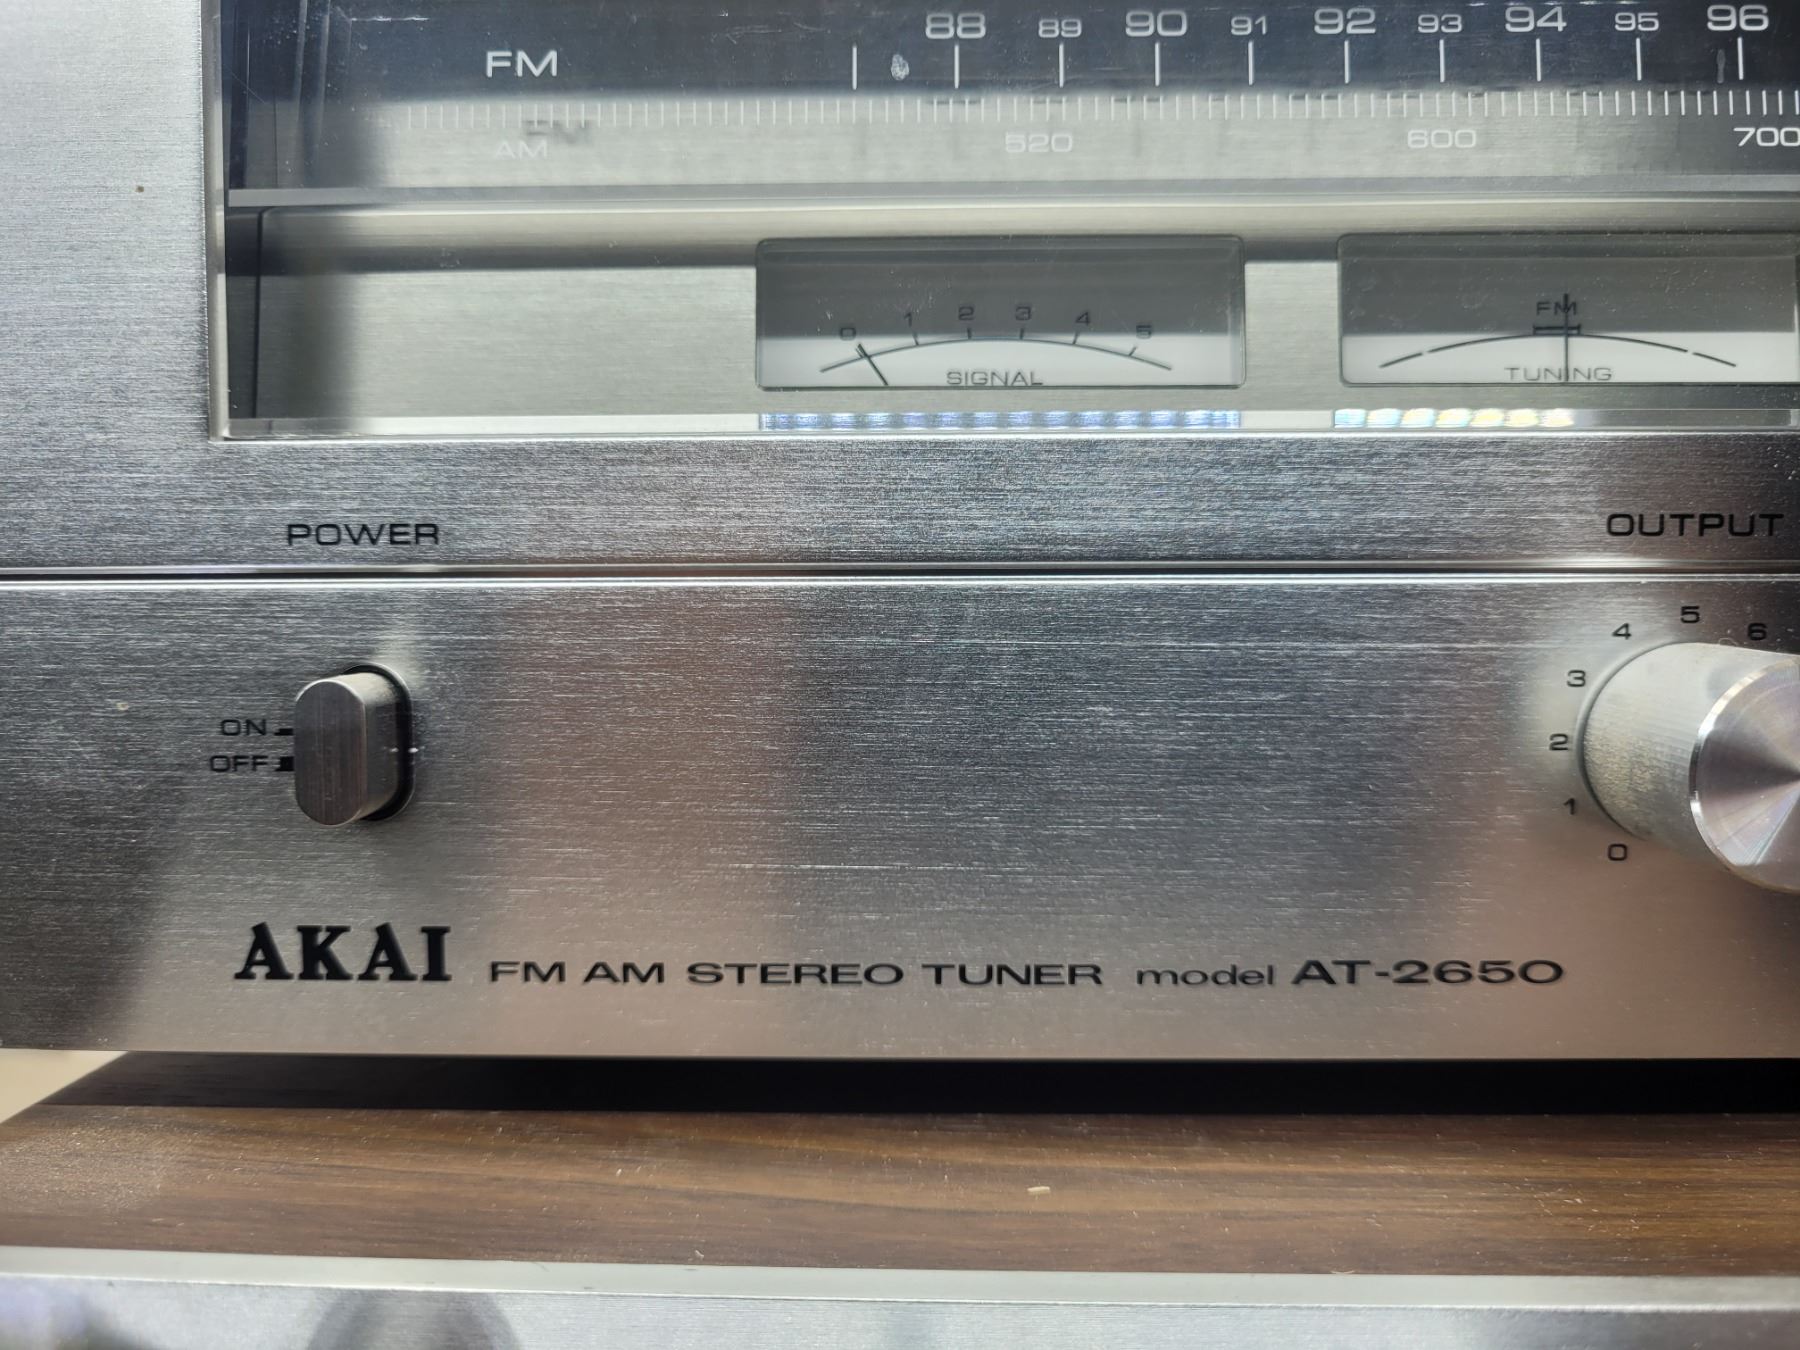 88 89 90 91 92 93 94 95 96
FM
AM 520 600 700
0 1 2 3 4 5
SIGNAL
FM
TUNING
POWER
OUTPUT
ON
OFF
0 1 2 3 4 5 6
AKAI FM AM STEREO TUNER model AT-2650